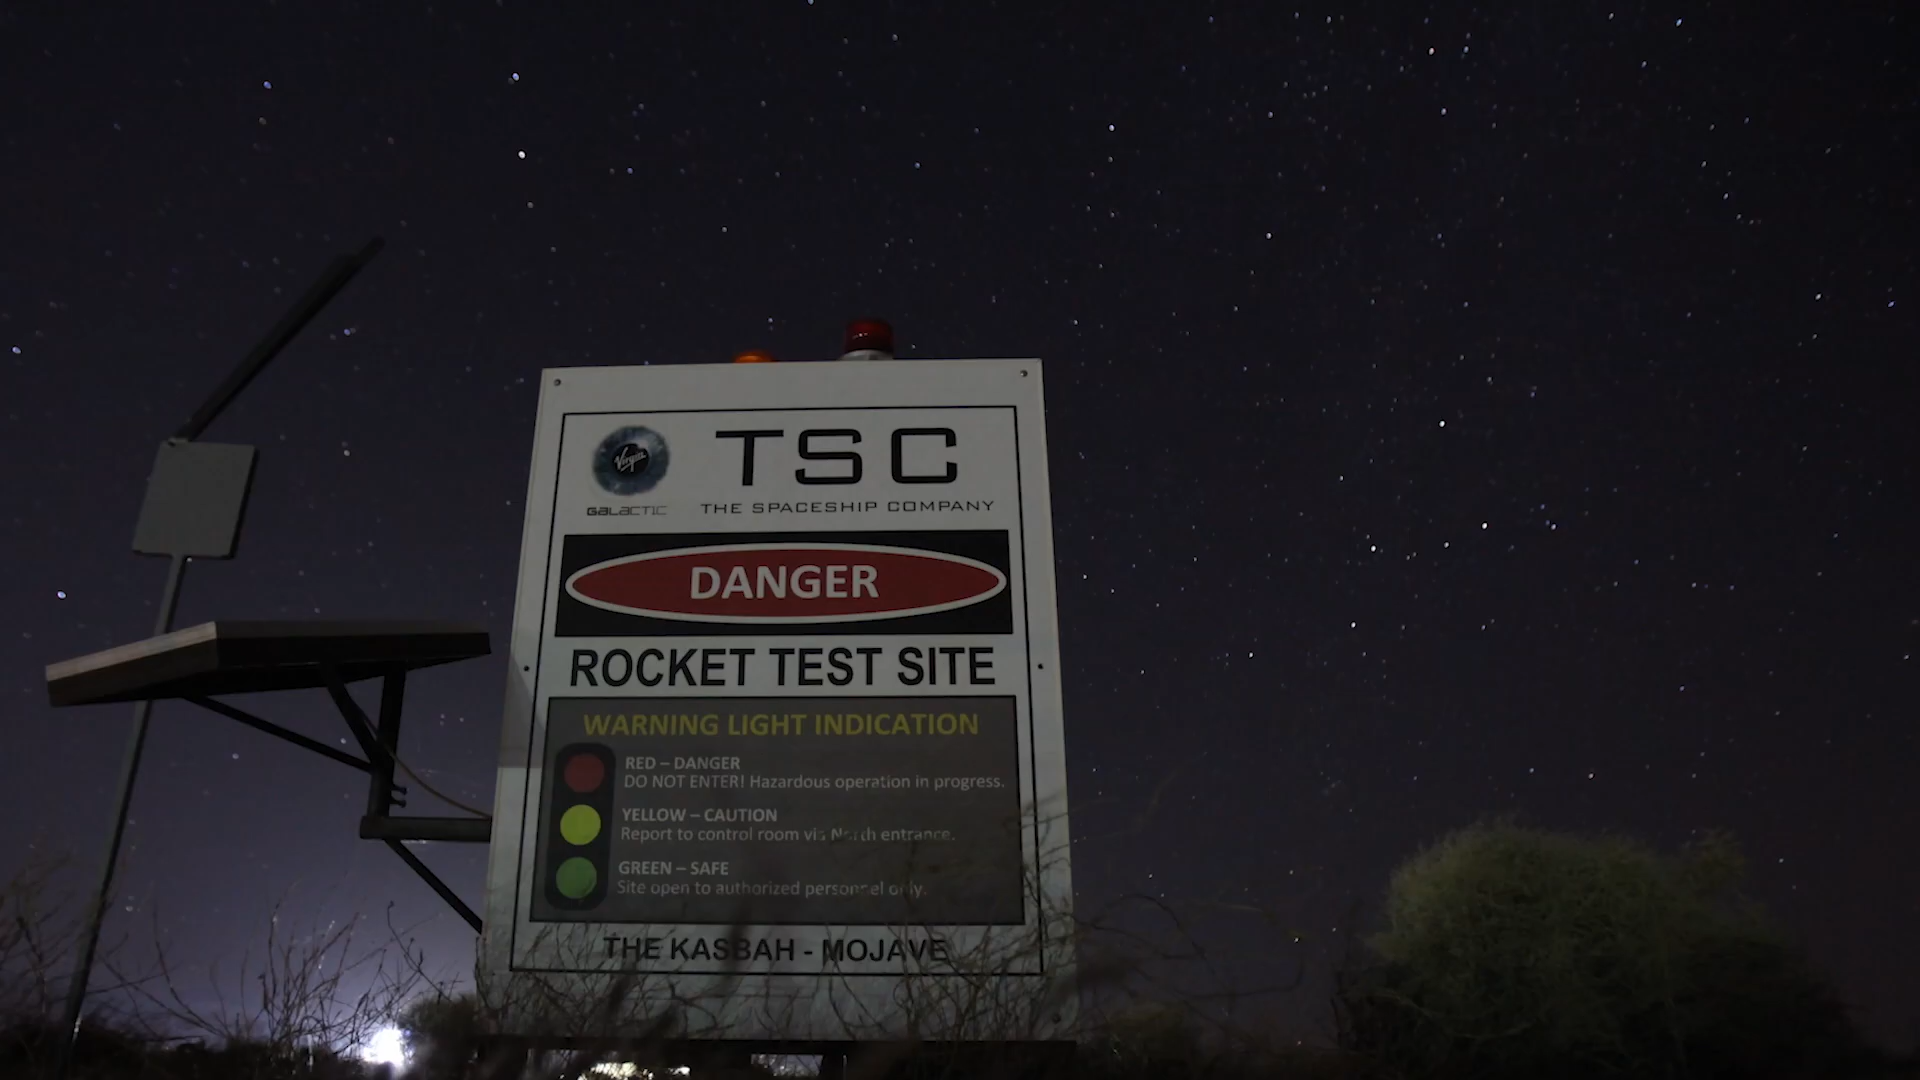 Virgin
GALACTIC
TSC
THE SPACESHIP COMPANY
DANGER
ROCKET TEST SITE
WARNING LIGHT INDICATION
RED – DANGER
DO NOT ENTER! Hazardous operation in progress.
YELLOW – CAUTION
Report to control room via North entrance.
GREEN – SAFE
Site open to authorized personnel only.
THE KASBAH - MOJAVE